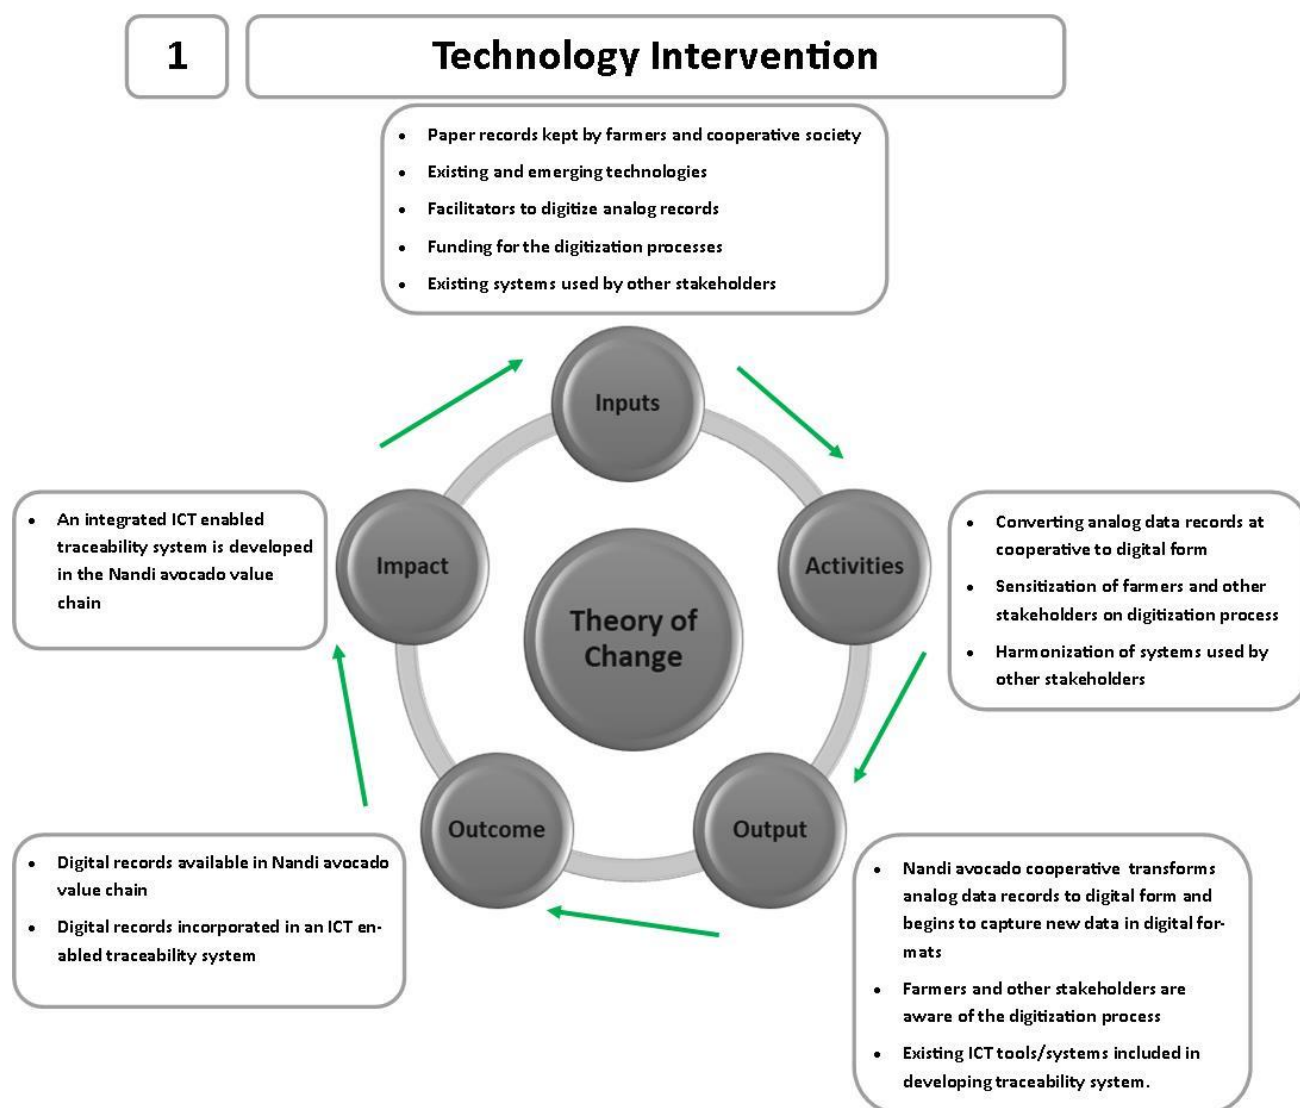 1
Technology Intervention
• Paper records kept by farmers and cooperative society
• Existing and emerging technologies
• Facilitators to digitize analog records
• Funding for the digitization processes
• Existing systems used by other stakeholders
Inputs
Activities
• Converting analog data records at
cooperative to digital form
• Sensitization of farmers and other
stakeholders on digitization process
• Harmonization of systems used by
other stakeholders
Output
• Nandi avocado cooperative transforms
analog data records to digital form and
begins to capture new data in digital for-
mats
• Farmers and other stakeholders are
aware of the digitization process
• Existing ICT tools/systems included in
developing traceability system.
Outcome
• Digital records available in Nandi avocado
value chain
• Digital records incorporated in an ICT en-
abled traceability system
Impact
• An integrated ICT enabled
traceability system is developed
in the Nandi avocado value
chain
Theory of
Change